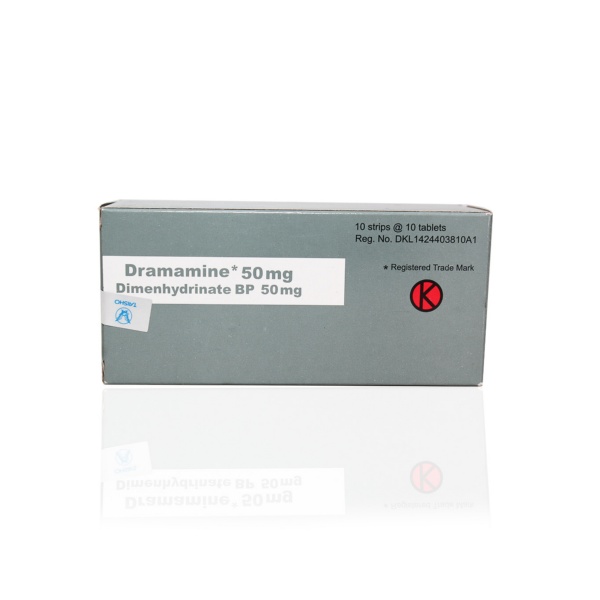 10 strips @ 10 tablets
Reg. No. DKL1424403810A1
Dramamine* 50 mg
Dimenhydrinate BP 50 mg
* Registered Trade Mark
K